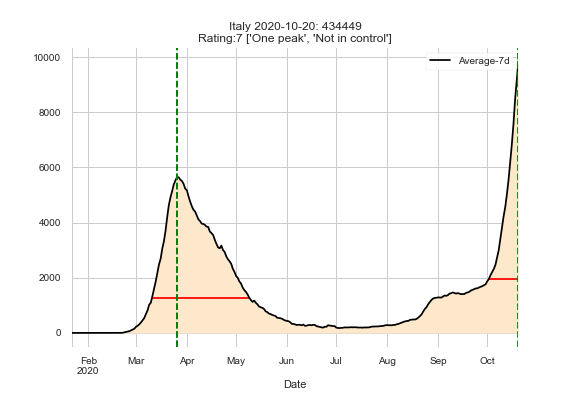 Italy 2020-10-20: 434449
Rating:7 ['One peak', 'Not in control']
Average-7d
10000
8000
6000
4000
2000
0
Feb Mar Apr May Jun Jul Aug Sep Oct
2020
Date